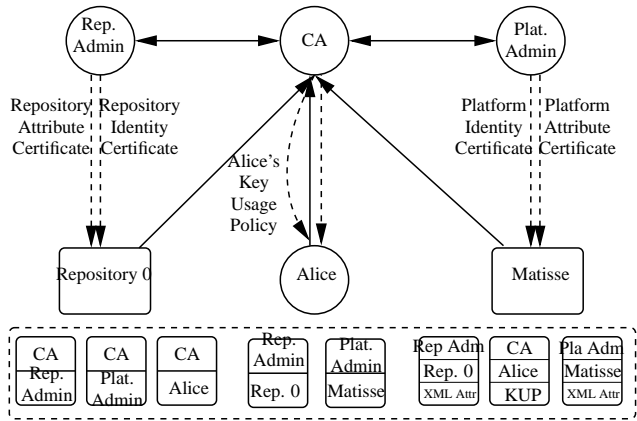 Rep.
Admin
CA
Plat.
Admin
Repository
Attribute
Certificate
Repository
Identity
Certificate
Alice's
Key
Usage
Policy
Platform
Identity
Certificate
Platform
Attribute
Certificate
Repository 0
Alice
Matisse
CA
Rep.
Admin
CA
Plat.
Admin
CA
Alice
Rep.
Admin
Rep. 0
Plat.
Admin
Matisse
Rep Adm
Rep. 0
XML Attr
CA
Alice
KUP
Pla Adm
Matisse
XML Attr